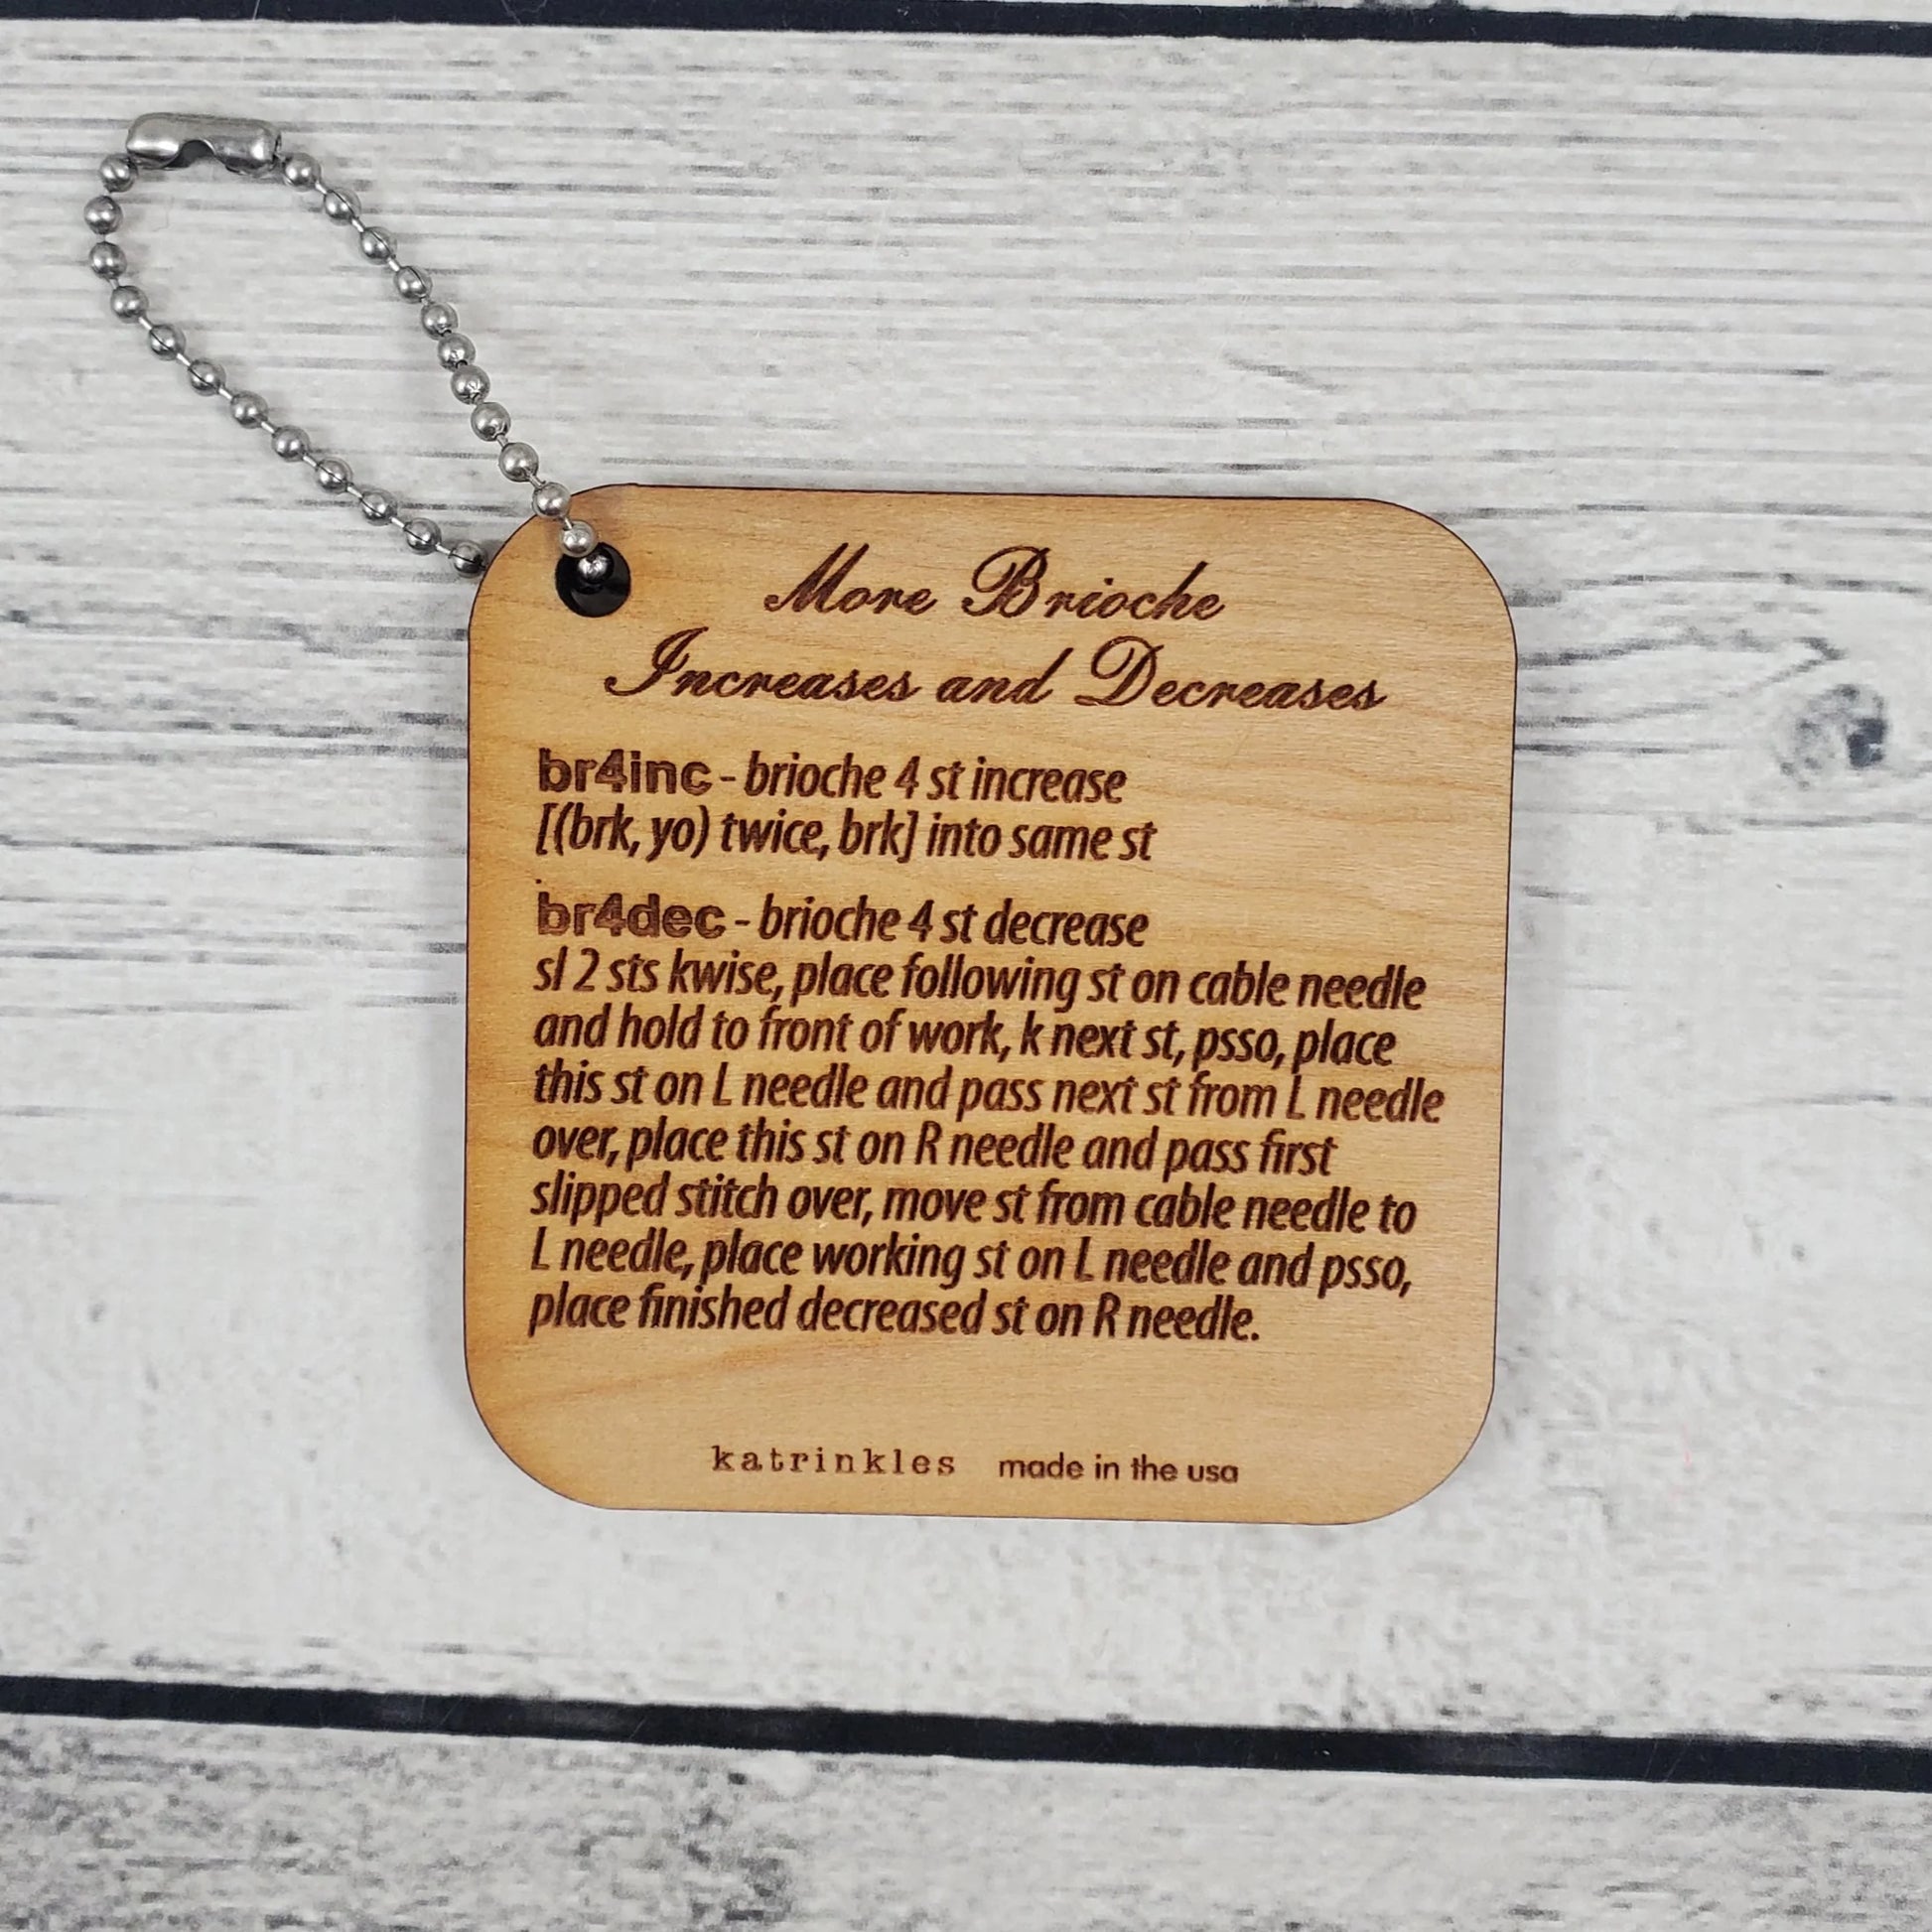 More Brioche
Increases and Decreases
br4inc - brioche 4 st increase
[(brk, yo) twice, brk] into same st
br4dec - brioche 4 st decrease
sl 2 sts kwise, place following st on cable needle
and hold to front of work, k next st, psso, place
this st on L needle and pass next st from L needle
over, place this st on R needle and pass first
slipped stitch over, move st from cable needle to
L needle, place working st on L needle and psso,
place finished decreased st on R needle.
katrinkles made in the usa